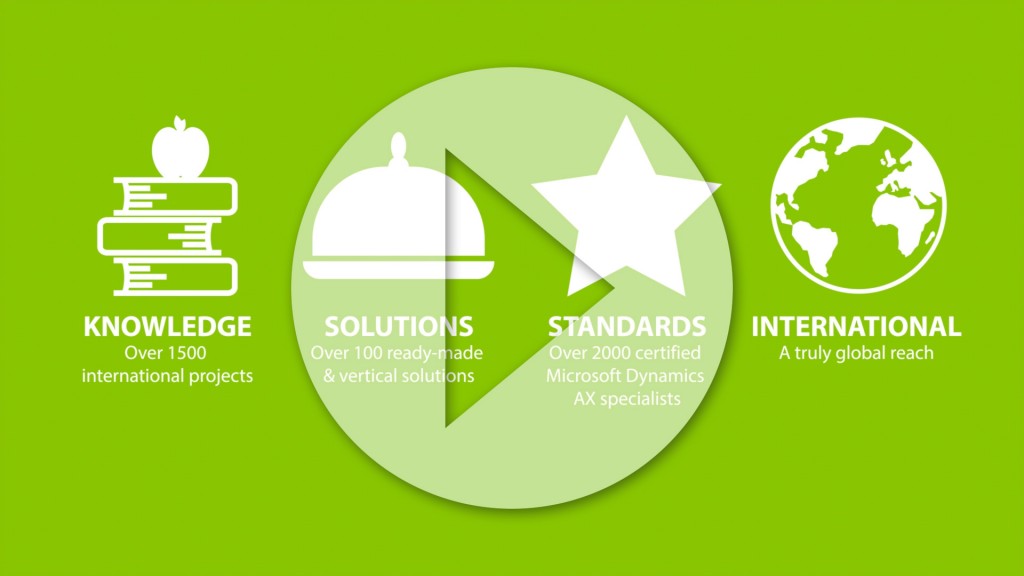 KNOWLEDGE
Over 1500
international projects
SOLUTIONS
Over 100 ready-made
& vertical solutions
STANDARDS
Over 2000 certified
Microsoft Dynamics
AX specialists
INTERNATIONAL
A truly global reach